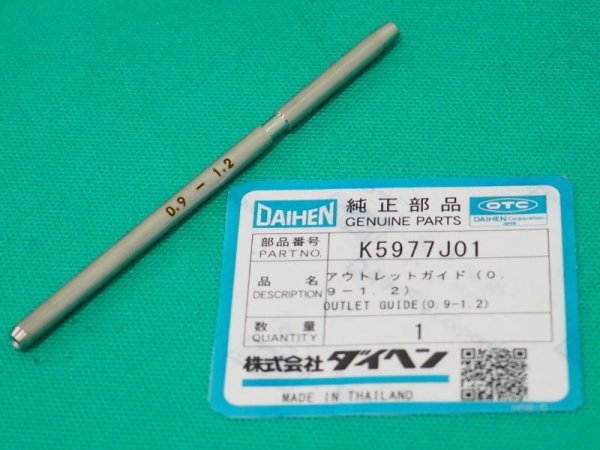 0.9 － 1.2
DAIHEN 純正部品 OTC
GENUINE PARTS DAIHEN Corporation
Japan
部品番号 K5977J01
PART NO.
品名 アウトレットガイド（０．
９－１．２）
DESCRIPTION OUTLET GUIDE(0.9-1.2)
数量 1
QUANTITY
株式会社ダイヘン
MADE IN THAILAND